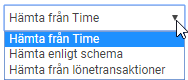 Hämta från Time
Hämta från Time
Hämta enligt schema
Hämta från lönetransaktioner